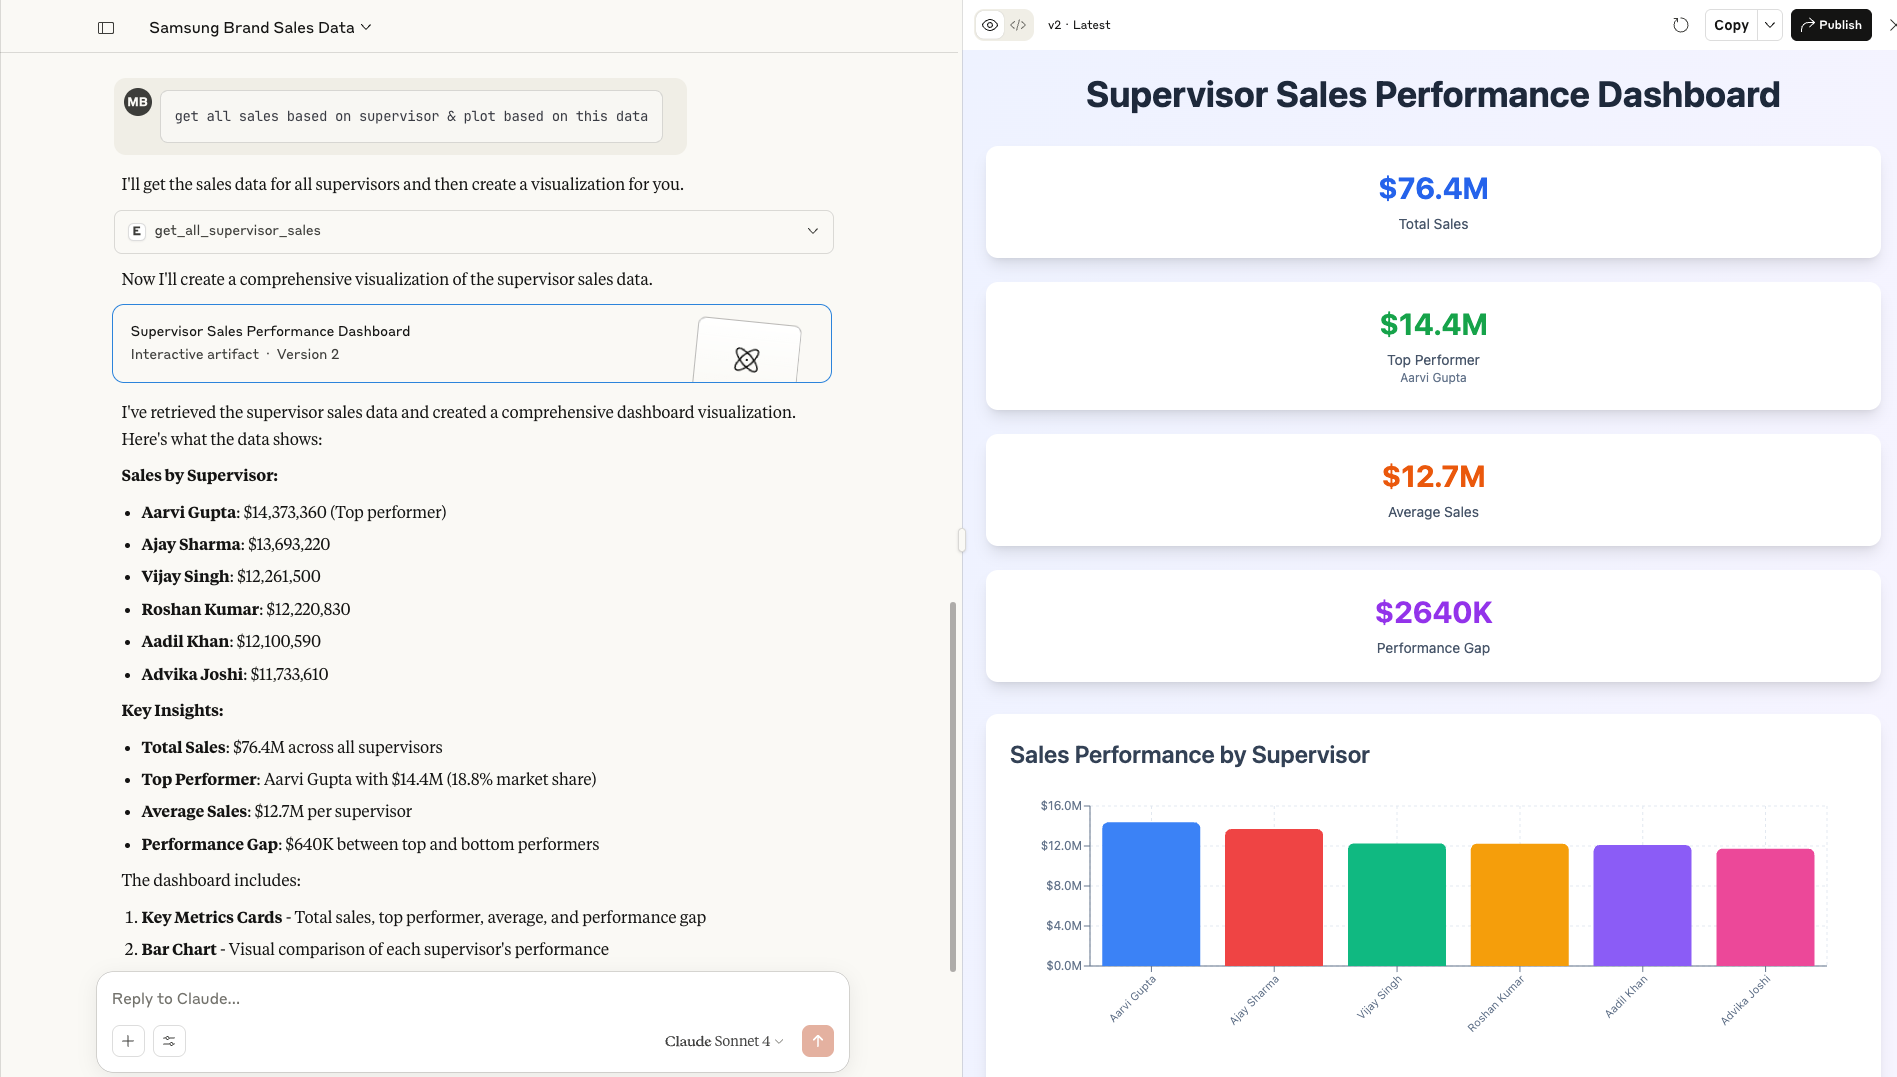 Samsung Brand Sales Data
MB
get all sales based on supervisor & plot based on this data
I'll get the sales data for all supervisors and then create a visualization for you.
E get_all_supervisor_sales
Now I'll create a comprehensive visualization of the supervisor sales data.
Supervisor Sales Performance Dashboard
Interactive artifact · Version 2
I've retrieved the supervisor sales data and created a comprehensive dashboard visualization.
Here's what the data shows:
Sales by Supervisor:
• Aarvi Gupta: $14,373,360 (Top performer)
• Ajay Sharma: $13,693,220
• Vijay Singh: $12,261,500
• Roshan Kumar: $12,220,830
• Aadil Khan: $12,100,590
• Advika Joshi: $11,733,610
Key Insights:
• Total Sales: $76.4M across all supervisors
• Top Performer: Aarvi Gupta with $14.4M (18.8% market share)
• Average Sales: $12.7M per supervisor
• Performance Gap: $640K between top and bottom performers
The dashboard includes:
1. Key Metrics Cards - Total sales, top performer, average, and performance gap
2. Bar Chart - Visual comparison of each supervisor's performance
Reply to Claude...
Claude Sonnet 4
v2 · Latest
Copy
Publish
Supervisor Sales Performance Dashboard
$76.4M
Total Sales
$14.4M
Top Performer
Aarvi Gupta
$12.7M
Average Sales
$2640K
Performance Gap
Sales Performance by Supervisor
$16.0M
$12.0M
$8.0M
$4.0M
$0.0M
Aarvi Gupta
Ajay Sharma
Vijay Singh
Roshan Kumar
Aadil Khan
Advika Joshi